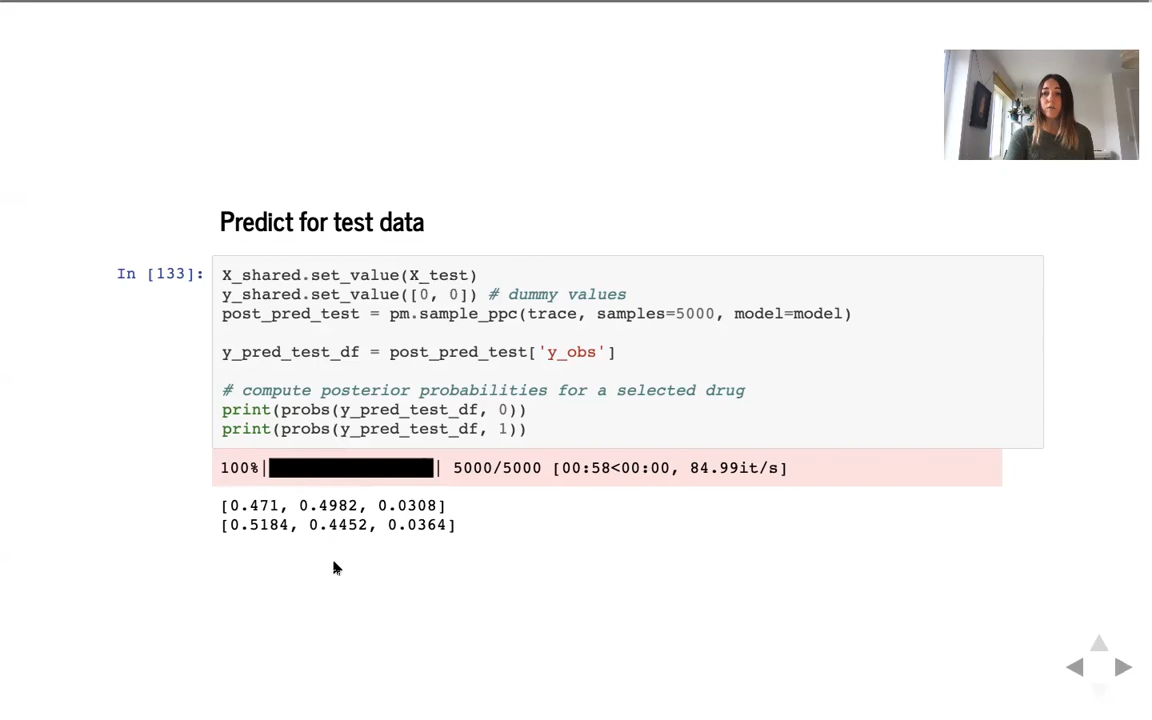 Predict for test data
In [133]:
X_shared.set_value(X_test)
y_shared.set_value([0, 0]) # dummy values
post_pred_test = pm.sample_ppc(trace, samples=5000, model=model)
y_pred_test_df = post_pred_test['y_obs']
# compute posterior probabilities for a selected drug
print(probs(y_pred_test_df, 0))
print(probs(y_pred_test_df, 1))
100%|██████████| 5000/5000 [00:58<00:00, 84.99it/s]
[0.471, 0.4982, 0.0308]
[0.5184, 0.4452, 0.0364]